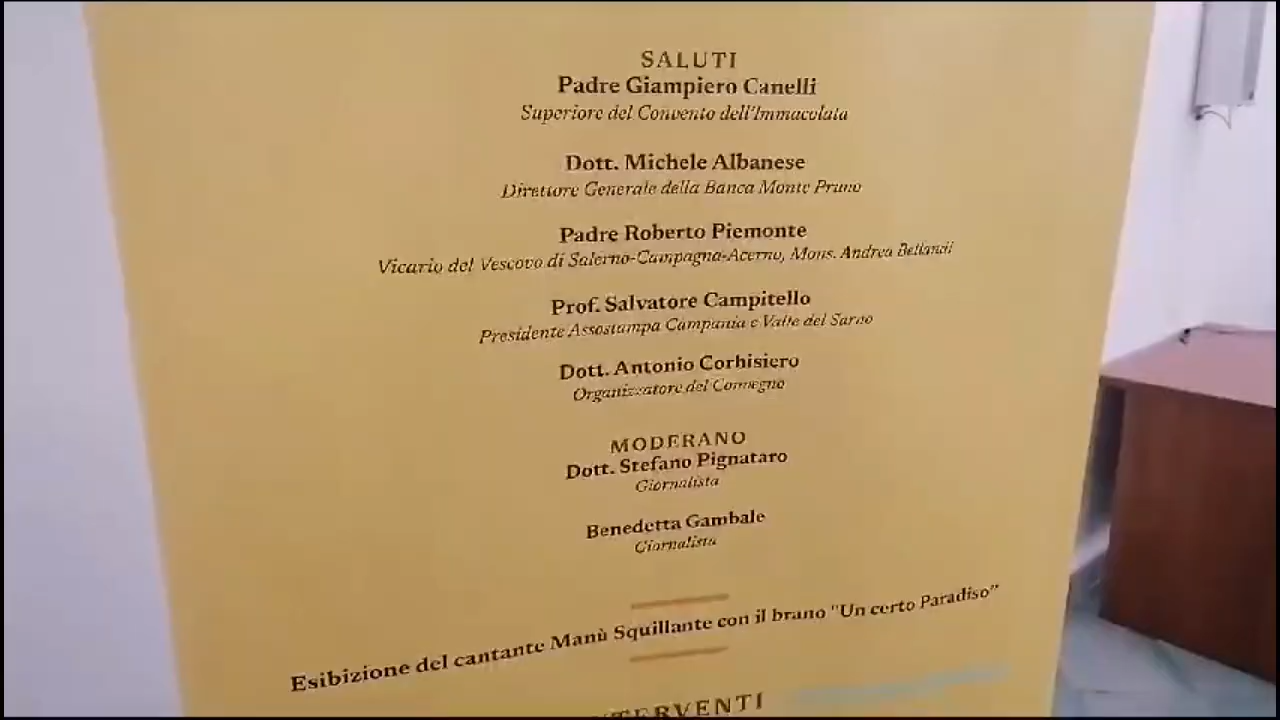 SALUTI
Padre Giampiero Canelli
Superiore del Convento dell'Immacolata
Dott. Michele Albanese
Direttore Generale della Banca Monte Pruno
Padre Roberto Piemonte
Vicario del Vescovo di Salerno-Campagna-Acerno, Mons. Andrea Bellandi
Prof. Salvatore Campitello
Presidente Assostampa Campania e Valle del Sarno
Dott. Antonio Corbisiero
Organizzatore del Convegno
MODERANO
Dott. Stefano Pignataro
Giornalista
Benedetta Gambale
Giornalista
Esibizione del cantante Manù Squillante con il brano "Un certo Paradiso"
INTERVENTI